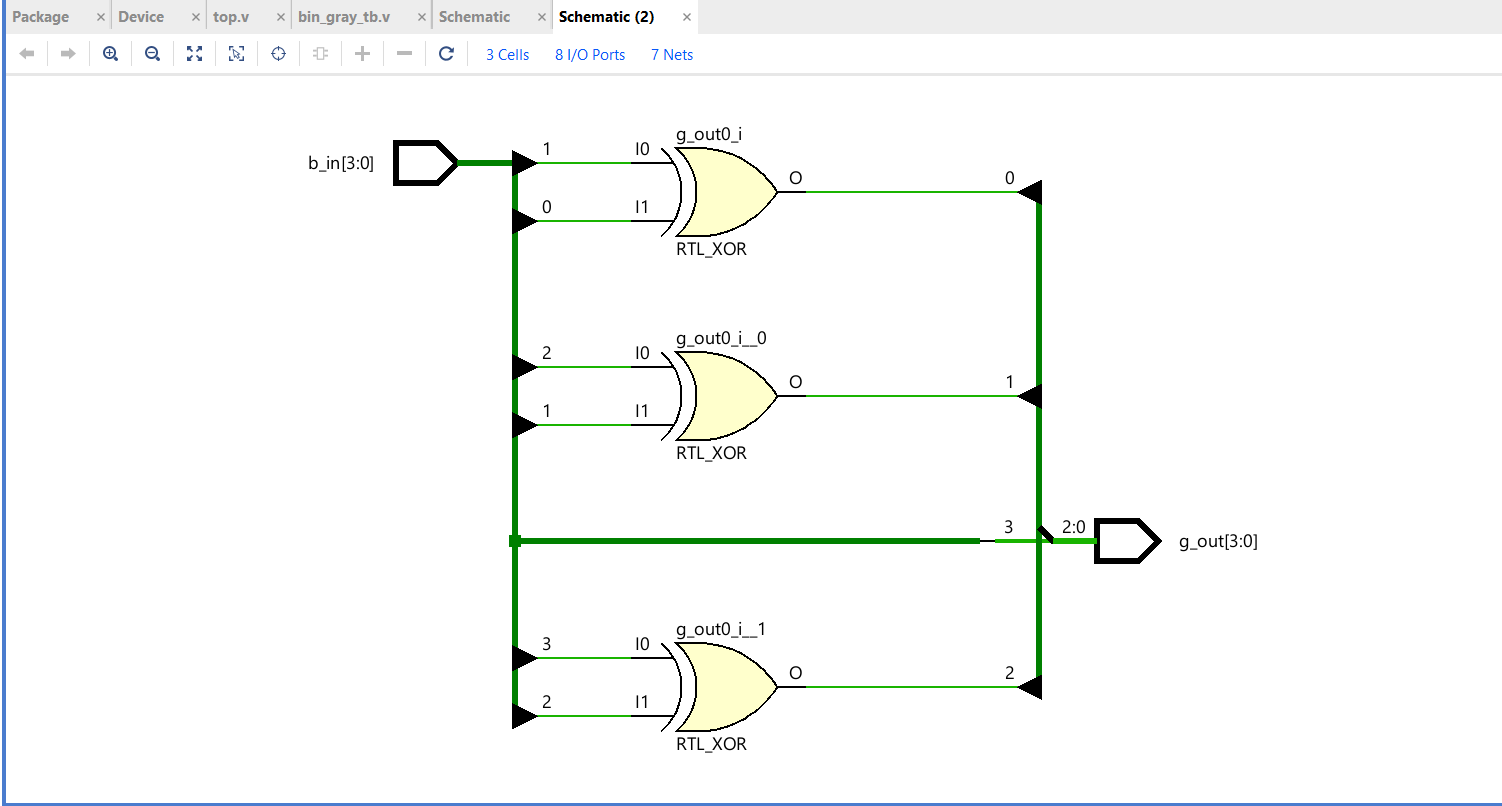 Package × Device × top.v × bin_gray_tb.v × Schematic × Schematic (2) ×
3 Cells 8 I/O Ports 7 Nets
g_out0_i
b_in[3:0] 1 I0 O 0
0 I1
RTL_XOR
g_out0_i__0
2 I0 O 1
1 I1
RTL_XOR
3 2:0 g_out[3:0]
g_out0_i__1
3 I0 O 2
2 I1
RTL_XOR